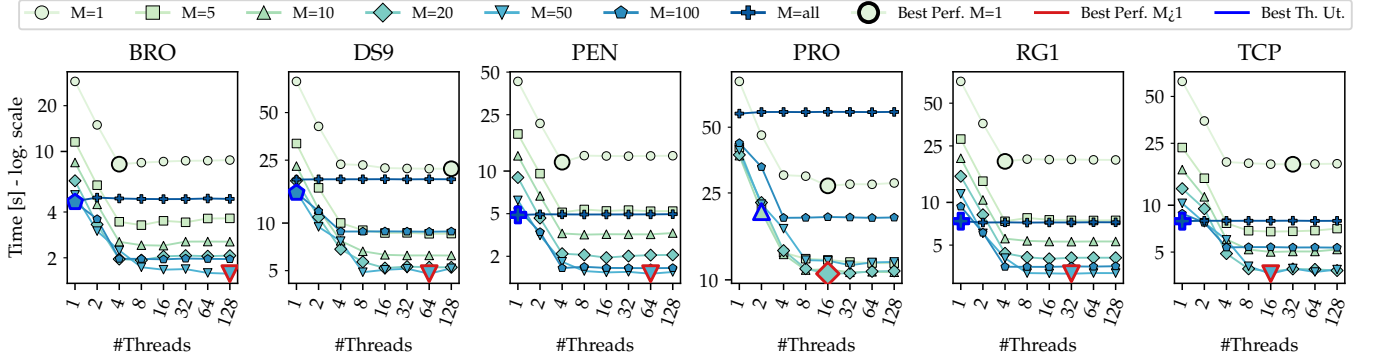 M=1 M=5 M=10 M=20 M=50 M=100 M=all Best Perf. M=1 Best Perf. M¿1 Best Th. Ut.
BRO DS9 PEN PRO RG1 TCP
Time [s] - log. scale
20
10
4
2
1 2 4 8 16 32 64 128
#Threads
50
25
10
5
1 2 4 8 16 32 64 128
#Threads
50
25
10
5
2
1 2 4 8 16 32 64 128
#Threads
50
25
10
1 2 4 8 16 32 64 128
#Threads
50
25
10
5
1 2 4 8 16 32 64 128
#Threads
50
25
10
5
1 2 4 8 16 32 64 128
#Threads